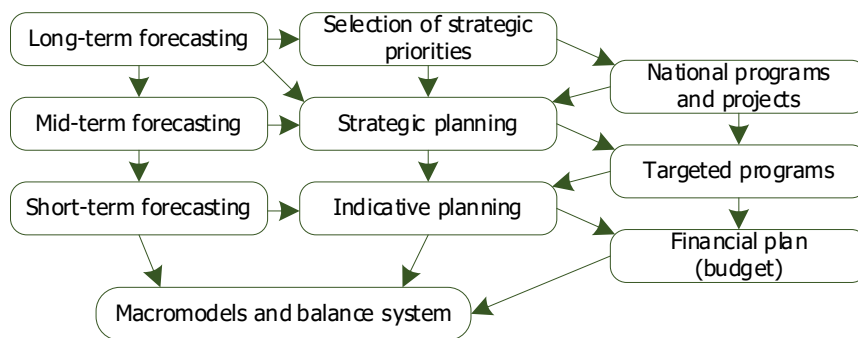 Long-term forecasting
Selection of strategic
priorities
National programs
and projects
Mid-term forecasting
Strategic planning
Targeted programs
Short-term forecasting
Indicative planning
Financial plan
(budget)
Macromodels and balance system